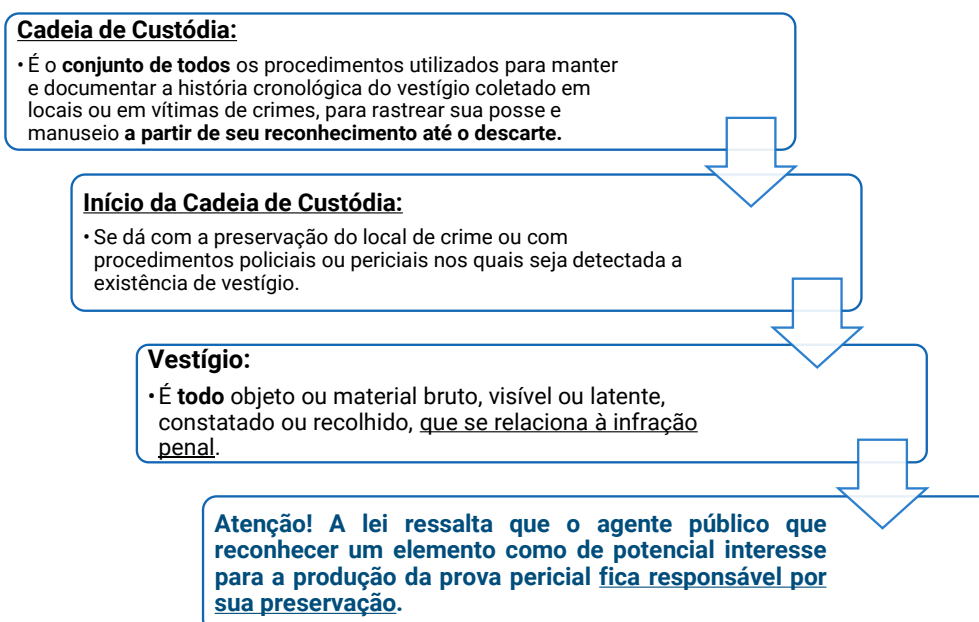 Cadeia de Custódia:
• É o conjunto de todos os procedimentos utilizados para manter
e documentar a história cronológica do vestígio coletado em
locais ou em vítimas de crimes, para rastrear sua posse e
manuseio a partir de seu reconhecimento até o descarte.
Início da Cadeia de Custódia:
• Se dá com a preservação do local de crime ou com
procedimentos policiais ou periciais nos quais seja detectada a
existência de vestígio.
Vestígio:
• É todo objeto ou material bruto, visível ou latente,
constatado ou recolhido, que se relaciona à infração
penal.
Atenção! A lei ressalta que o agente público que
reconhecer um elemento como de potencial interesse
para a produção da prova pericial fica responsável por
sua preservação.